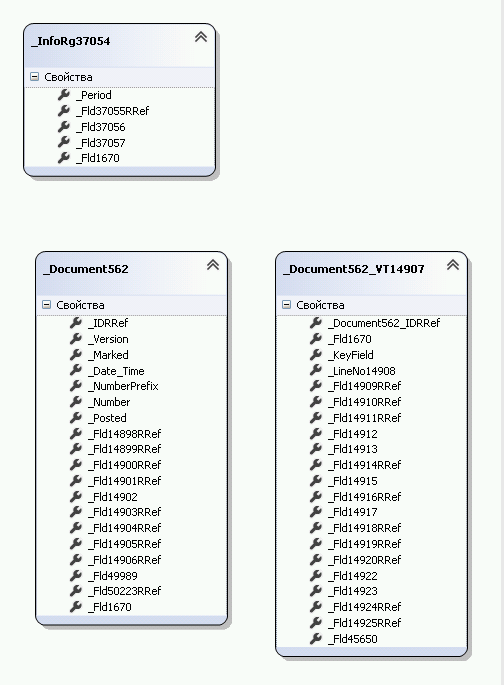 _InfoRg37054
Свойства
_Period
_Fld37055RRef
_Fld37056
_Fld37057
_Fld1670
_Document562
Свойства
_IDRRef
_Version
_Marked
_Date_Time
_NumberPrefix
_Number
_Posted
_Fld14898RRef
_Fld14899RRef
_Fld14900RRef
_Fld14901RRef
_Fld14902
_Fld14903RRef
_Fld14904RRef
_Fld14905RRef
_Fld14906RRef
_Fld49989
_Fld50223RRef
_Fld1670
_Document562_VT14907
Свойства
_Document562_IDRRef
_Fld1670
_KeyField
_LineNo14908
_Fld14909RRef
_Fld14910RRef
_Fld14911RRef
_Fld14912
_Fld14913
_Fld14914RRef
_Fld14915
_Fld14916RRef
_Fld14917
_Fld14918RRef
_Fld14919RRef
_Fld14920RRef
_Fld14922
_Fld14923
_Fld14924RRef
_Fld14925RRef
_Fld45650